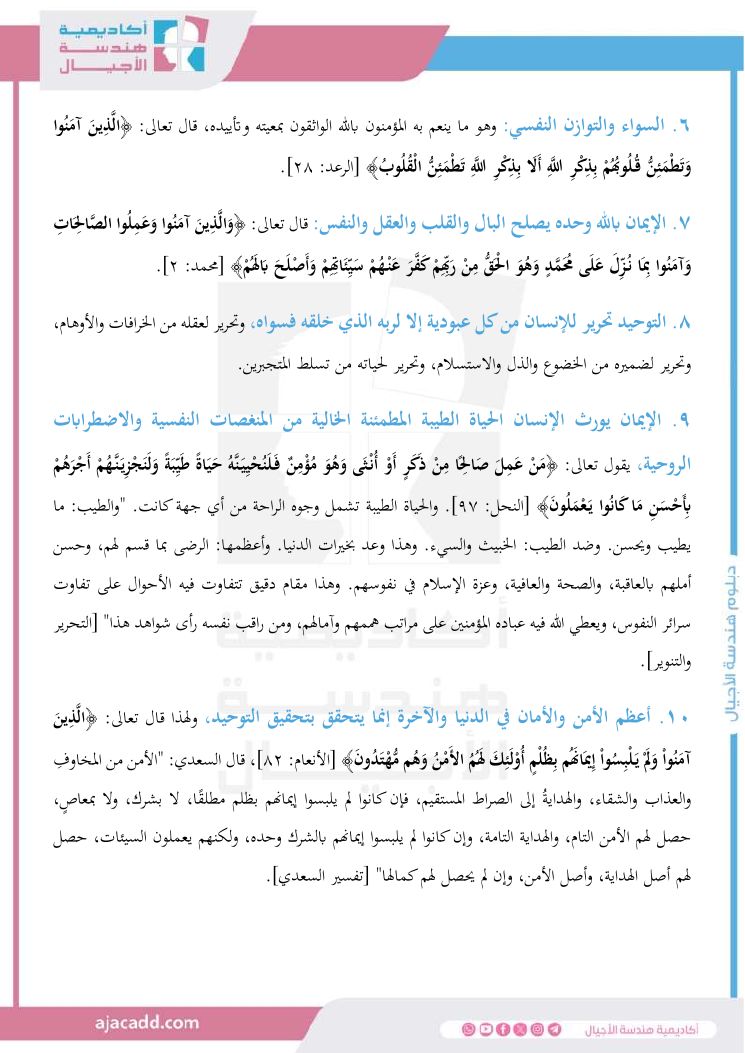 أكاديمية
هندسة
الأجيال
٦. السواء والتوازن النفسي: وهو ما ينعم به المؤمنون بالله الواثقون بمعيته وتأييده، قال تعالى: ﴿الَّذِينَ آمَنُوا
وَتَطْمَئِنُّ قُلُوبُهُمْ بِذِكْرِ اللَّهِ أَلَا بِذِكْرِ اللَّهِ تَطْمَئِنُّ الْقُلُوبُ﴾ [الرعد: ٢٨].
٧. الإيمان بالله وحده يصلح البال والقلب والعقل والنفس: قال تعالى: ﴿وَالَّذِينَ آمَنُوا وَعَمِلُوا الصَّالِحَاتِ
وَآمَنُوا بِمَا نُزِّلَ عَلَى مُحَمَّدٍ وَهُوَ الْحَقُّ مِنْ رَبِّهِمْ كَفَّرَ عَنْهُمْ سَيِّئَاتِهِمْ وَأَصْلَحَ بَالَهُمْ﴾ [محمد: ٢].
٨. التوحيد تحرير للإنسان من كل عبودية إلا لربه الذي خلقه فسواه، وتحرير لعقله من الخرافات والأوهام،
وتحرير لضميره من الخضوع والذل والاستسلام، وتحرير لحياته من تسلط المتجبرين.
٩. الإيمان يورث الإنسان الحياة الطيبة المطمئنة الخالية من المنغصات النفسية والاضطرابات
الروحية، يقول تعالى: ﴿مَنْ عَمِلَ صَالِحًا مِنْ ذَكَرٍ أَوْ أُنْثَى وَهُوَ مُؤْمِنٌ فَلَنُحْيِيَنَّهُ حَيَاةً طَيِّبَةً وَلَنَجْزِيَنَّهُمْ أَجْرَهُمْ
بِأَحْسَنِ مَا كَانُوا يَعْمَلُونَ﴾ [النحل: ٩٧]. والحياة الطيبة تشمل وجوه الراحة من أي جهة كانت. "والطيب: ما
يطيب ويحسن. وضد الطيب: الخبيث والسيء. وهذا وعد بخيرات الدنيا. وأعظمها: الرضى بما قسم لهم، وحسن
أملهم بالعاقبة، والصحة والعافية، وعزة الإسلام في نفوسهم. وهذا مقام دقيق تتفاوت فيه الأحوال على تفاوت
سرائر النفوس، ويعطي الله فيه عباده المؤمنين على مراتب هممهم وآمالهم، ومن راقب نفسه رأى شواهد هذا" [التحرير
والتنوير].
١٠. أعظم الأمن والأمان في الدنيا والآخرة إنما يتحقق بتحقيق التوحيد، ولهذا قال تعالى: ﴿الَّذِينَ
آمَنُواْ وَلَمْ يَلْبِسُواْ إِيمَانَهُم بِظُلْمٍ أُوْلَئِكَ لَهُمُ الأَمْنُ وَهُم مُّهْتَدُونَ﴾ [الأنعام: ٨٢]، قال السعدي: "الأمن من المخاوفِ
والعذاب والشقاء، والهدايةُ إلى الصراط المستقيم، فإن كانوا لم يلبسوا إيمانهم بظلم مطلقًا، لا بشرك، ولا بمعاصٍ،
حصل لهم الأمن التام، والهداية التامة، وإن كانوا لم يلبسوا إيمانهم بالشرك وحده، ولكنهم يعملون السيئات، حصل
لهم أصل الهداية، وأصل الأمن، وإن لم يحصل لهم كمالها" [تفسير السعدي].
دبلوم هندسة الأجيال
أكاديمية
هندسة
الأجيال
ajacadd.com
أكاديمية هندسة الأجيال